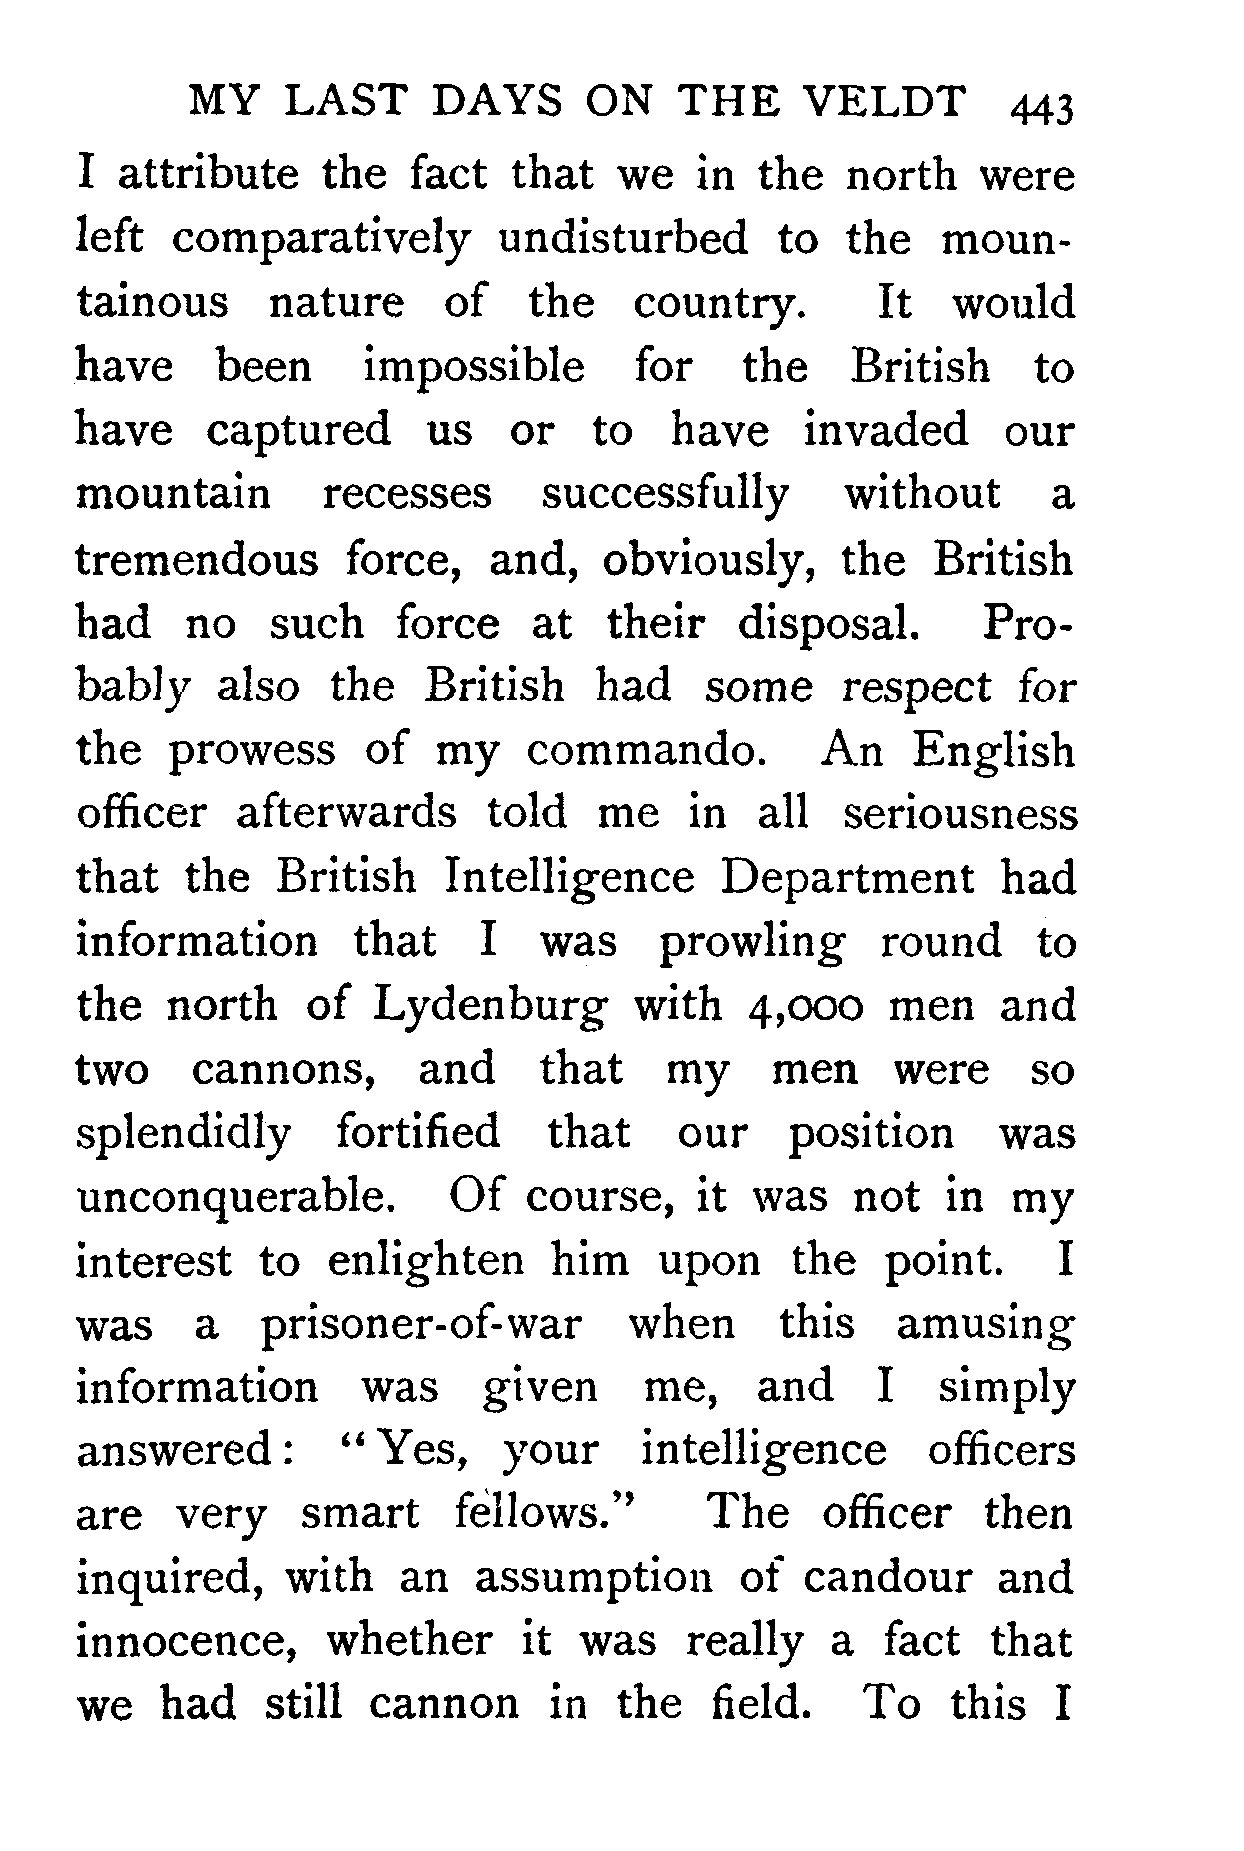 MY LAST DAYS ON THE VELDT 443
I attribute the fact that we in the north were
left comparatively undisturbed to the moun-
tainous nature of the country. It would
have been impossible for the British to
have captured us or to have invaded our
mountain recesses successfully without a
tremendous force, and, obviously, the British
had no such force at their disposal. Pro-
bably also the British had some respect for
the prowess of my commando. An English
officer afterwards told me in all seriousness
that the British Intelligence Department had
information that I was prowling round to
the north of Lydenburg with 4,000 men and
two cannons, and that my men were so
splendidly fortified that our position was
unconquerable. Of course, it was not in my
interest to enlighten him upon the point. I
was a prisoner-of-war when this amusing
information was given me, and I simply
answered: “Yes, your intelligence officers
are very smart fellows.” The officer then
inquired, with an assumption of candour and
innocence, whether it was really a fact that
we had still cannon in the field. To this I